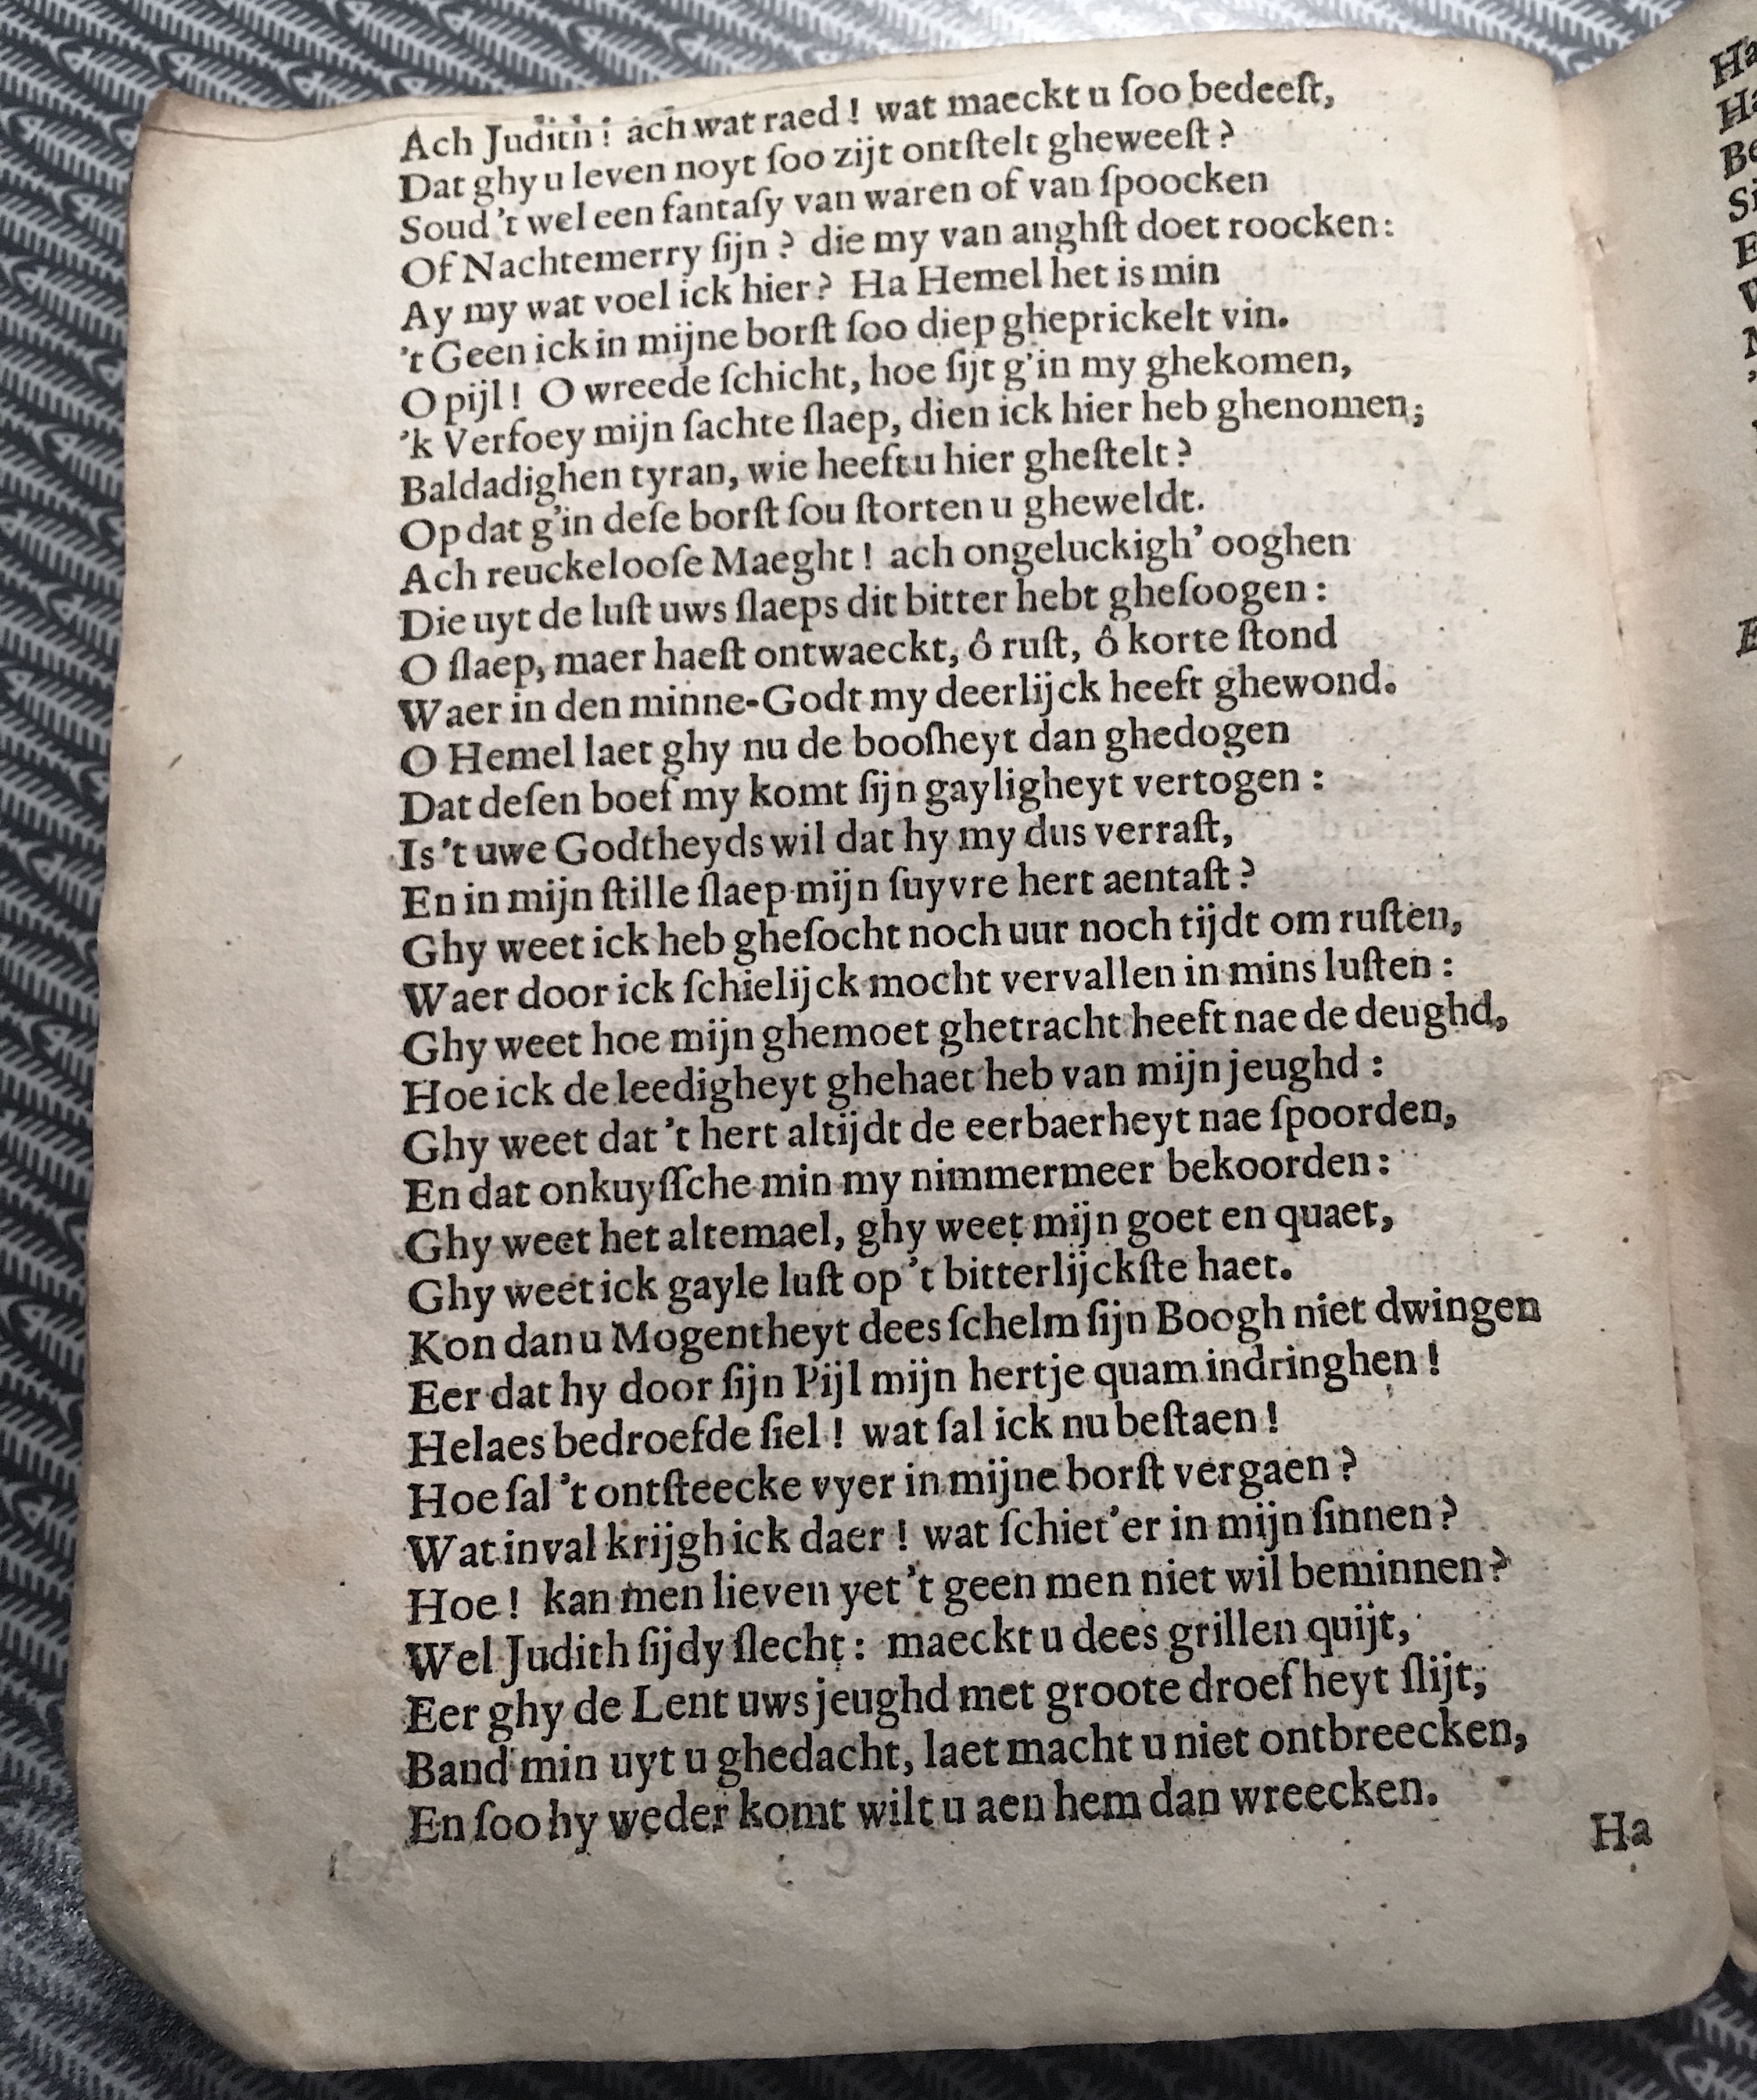 Ach Judith! ach wat raed! wat maeckt u ſoo bedeeſt,
Dat ghy u leven noyt ſoo zijt ontſtelt gheweeſt?
Soud 't wel een fantaſy van waren of van ſpoocken
Of Nachtemerry ſijn? die my van anghſt doet roocken:
Ay my wat voel ick hier? Ha Hemel het is min
't Geen ick in mijne borſt ſoo diep gheprickelt vin.
O pijl! O wreede ſchicht, hoe ſijt g'in my ghekomen,
'k Verfoey mijn ſachte ſlaep, dien ick hier heb ghenomen;
Baldadighen tyran, wie heeft u hier gheſtelt?
Op dat g'in deſe borſt ſou ſtorten u gheweldt.
Ach reuckelooſe Maeght! ach ongeluckigh' ooghen
Die uyt de luſt uws ſlaeps dit bitter hebt gheſoogen:
O ſlaep, maer haeſt ontwaeckt, ô ruſt, ô korte ſtond
Waer in den minne-Godt my deerlijck heeft ghewond.
O Hemel laet ghy nu de booſheyt dan ghedogen
Dat deſen boef my komt ſijn gayligheyt vertogen:
Is 't uwe Godtheyds wil dat hy my dus verraſt,
En in mijn ſtille ſlaep mijn ſuyvre hert aentaſt?
Ghy weet ick heb gheſocht noch uur noch tijdt om ruſten,
Waer door ick ſchielijck mocht vervallen in mins luſten:
Ghy weet hoe mijn ghemoet ghetracht heeft nae de deughd,
Hoe ick de leedigheyt ghehaet heb van mijn jeughd:
Ghy weet dat 't hert altijdt de eerbaerheyt nae ſpoorden,
En dat onkuyſſche min my nimmermeer bekoorden:
Ghy weet het altemael, ghy weet mijn goet en quaet,
Ghy weet ick gayle luſt op 't bitterlijckſte haet.
Kon dan u Mogentheyt dees ſchelm ſijn Boogh niet dwingen
Eer dat hy door ſijn Pijl mijn hertje quam indringhen!
Helaes bedroefde ſiel! wat ſal ick nu beſtaen!
Hoe ſal 't ontſteecke vyer in mijne borſt vergaen?
Wat inval krijgh ick daer! wat ſchiet'er in mijn ſinnen?
Hoe! kan men lieven yet 't geen men niet wil beminnen?
Wel Judith ſijdy ſlecht: maeckt u dees grillen quijt,
Eer ghy de Lent uws jeughd met groote droefheyt ſlijt;
Band min uyt u ghedacht, laet macht u niet ontbreecken,
En ſoo hy weder komt wilt u aen hem dan wreecken.
Ha